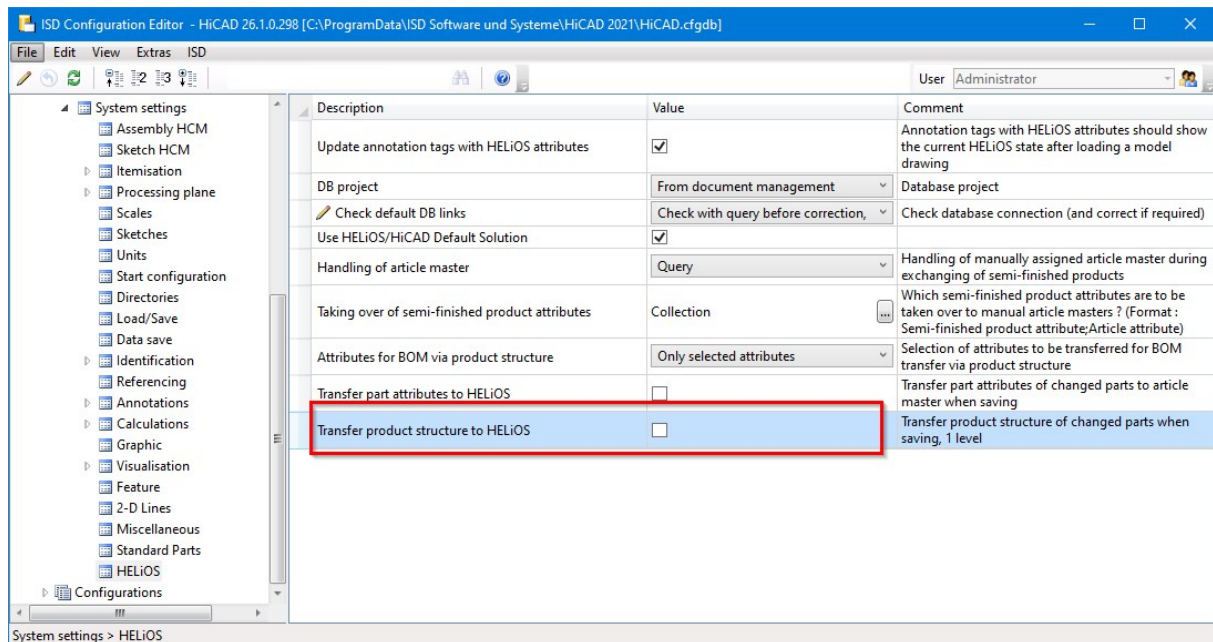 ISD Configuration Editor - HiCAD 26.1.0.298 [C:\ProgramData\ISD Software und Systeme\HiCAD 2021\HiCAD.cfgdb]
File Edit View Extras ISD
User Administrator
System settings
Assembly HCM
Sketch HCM
Itemisation
Processing plane
Scales
Sketches
Units
Start configuration
Directories
Load/Save
Data save
Identification
Referencing
Annotations
Calculations
Graphic
Visualisation
Feature
2-D Lines
Miscellaneous
Standard Parts
HELiOS
Configurations
Description Value Comment
Update annotation tags with HELiOS attributes
Annotation tags with HELiOS attributes should show
the current HELiOS state after loading a model
drawing
DB project From document management Database project
Check default DB links Check with query before correction, Check database connection (and correct if required)
Use HELiOS/HiCAD Default Solution
Handling of article master Query
Handling of manually assigned article master during
exchanging of semi-finished products
Taking over of semi-finished product attributes Collection ...
Which semi-finished product attributes are to be
taken over to manual article masters ? (Format :
Semi-finished product attribute;Article attribute)
Attributes for BOM via product structure Only selected attributes
Selection of attributes to be transferred for BOM
transfer via product structure
Transfer part attributes to HELiOS
Transfer part attributes of changed parts to article
master when saving
Transfer product structure to HELiOS
Transfer product structure of changed parts when
saving, 1 level
System settings > HELiOS